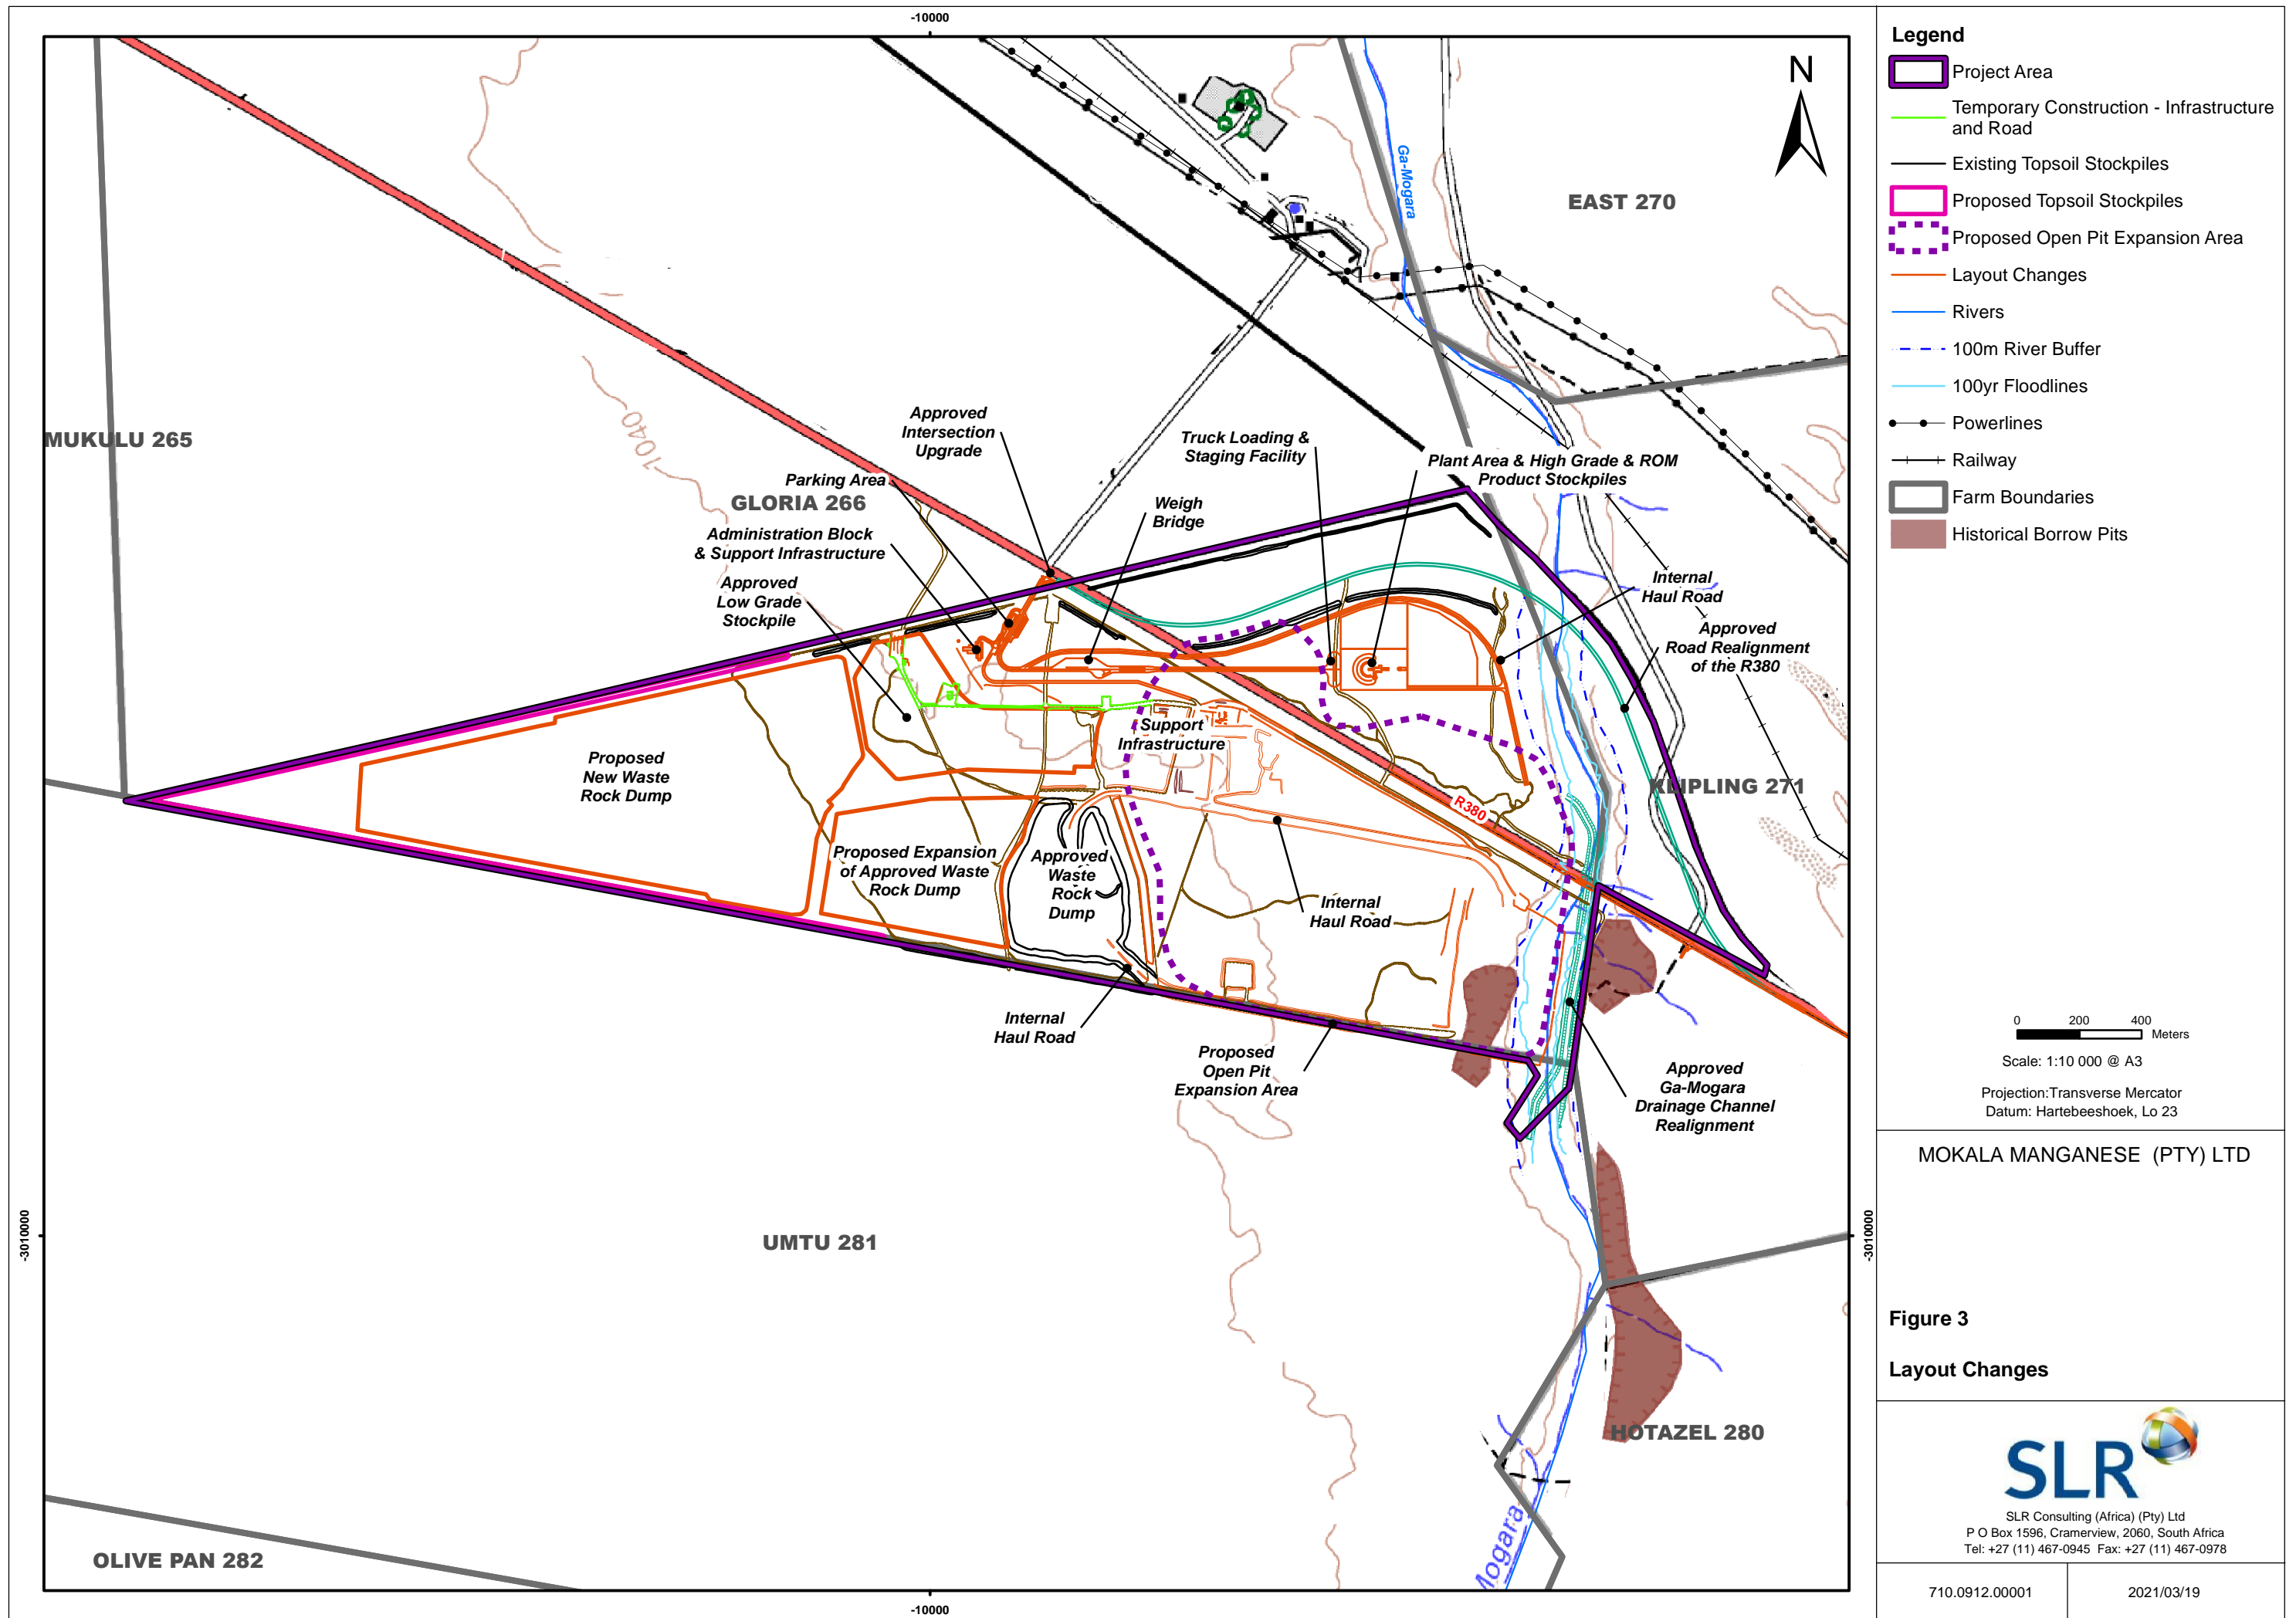 -10000
N
Ga-Mogara
EAST 270
MUKULU 265
1040
Approved
Intersection
Upgrade
Truck Loading &
Staging Facility
Plant Area & High Grade & ROM
Product Stockpiles
Parking Area
GLORIA 266
Weigh
Bridge
Administration Block
& Support Infrastructure
Approved
Low Grade
Stockpile
Internal
Haul Road
Approved
Road Realignment
of the R380
Support
Infrastructure
Proposed
New Waste
Rock Dump
R380
KLIPLING 271
Proposed Expansion
of Approved Waste
Rock Dump
Approved
Waste
Rock
Dump
Internal
Haul Road
Internal
Haul Road
Proposed
Open Pit
Expansion Area
Approved
Ga-Mogara
Drainage Channel
Realignment
-3010000
-3010000
UMTU 281
HOTAZEL 280
Mogara
OLIVE PAN 282
-10000
Legend
Project Area
Temporary Construction - Infrastructure
and Road
Existing Topsoil Stockpiles
Proposed Topsoil Stockpiles
Proposed Open Pit Expansion Area
Layout Changes
Rivers
100m River Buffer
100yr Floodlines
Powerlines
Railway
Farm Boundaries
Historical Borrow Pits
0 200 400
Meters
Scale: 1:10 000 @ A3
Projection:Transverse Mercator
Datum: Hartebeeshoek, Lo 23
MOKALA MANGANESE (PTY) LTD
Figure 3
Layout Changes
SLR
SLR Consulting (Africa) (Pty) Ltd
P O Box 1596, Cramerview, 2060, South Africa
Tel: +27 (11) 467-0945 Fax: +27 (11) 467-0978
710.0912.00001
2021/03/19